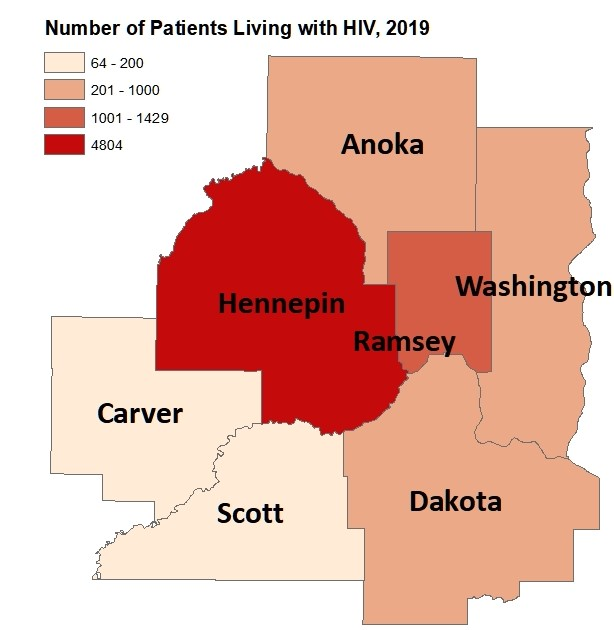 Number of Patients Living with HIV, 2019
64 - 200
201 - 1000
1001 - 1429
4804
Anoka
Washington
Hennepin
Ramsey
Carver
Dakota
Scott